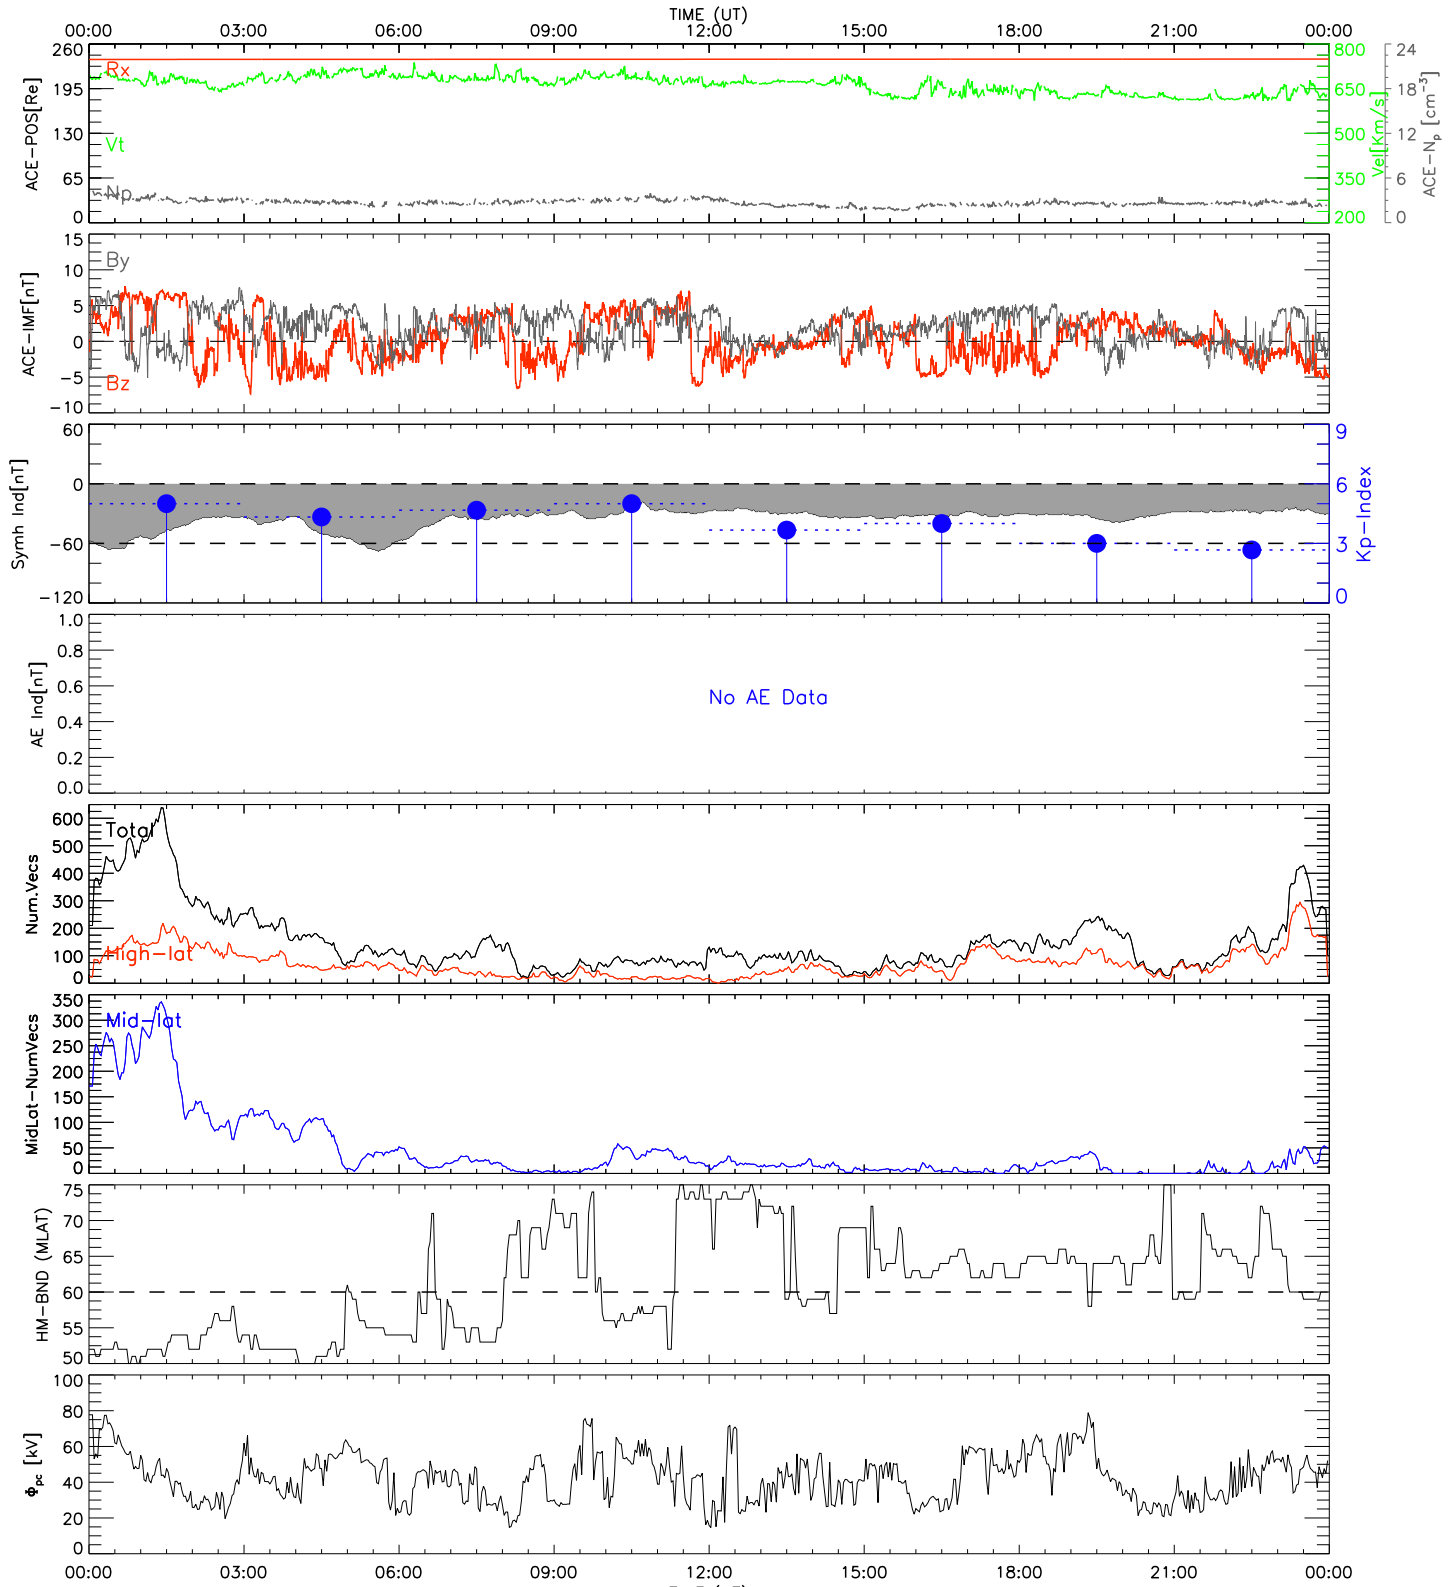 TIME (UT)
00:00 03:00 06:00 09:00 12:00 15:00 18:00 21:00 00:00
260 195 130 65 0
ACE-POS[Re]
Rx
Vt
Np
800 650 500 350 200
Vel[Km/s]
24 18 12 6 0
ACE-Np [cm-3]
15 10 5 0 -5 -10
ACE-IMF[nT]
By
Bz
60 0 -60 -120
Symh Ind[nT]
9 6 3 0
Kp-Index
1.0 0.8 0.6 0.4 0.2 0.0
AE Ind[nT]
No AE Data
600 500 400 300 200 100 0
Num.Vecs
Total
High-lat
350 300 250 200 150 100 50 0
MidLat-NumVecs
Mid-lat
75 70 65 60 55 50
HM-BND (MLAT)
100 80 60 40 20 0
Φpc [kV]
00:00 03:00 06:00 09:00 12:00 15:00 18:00 21:00 00:00